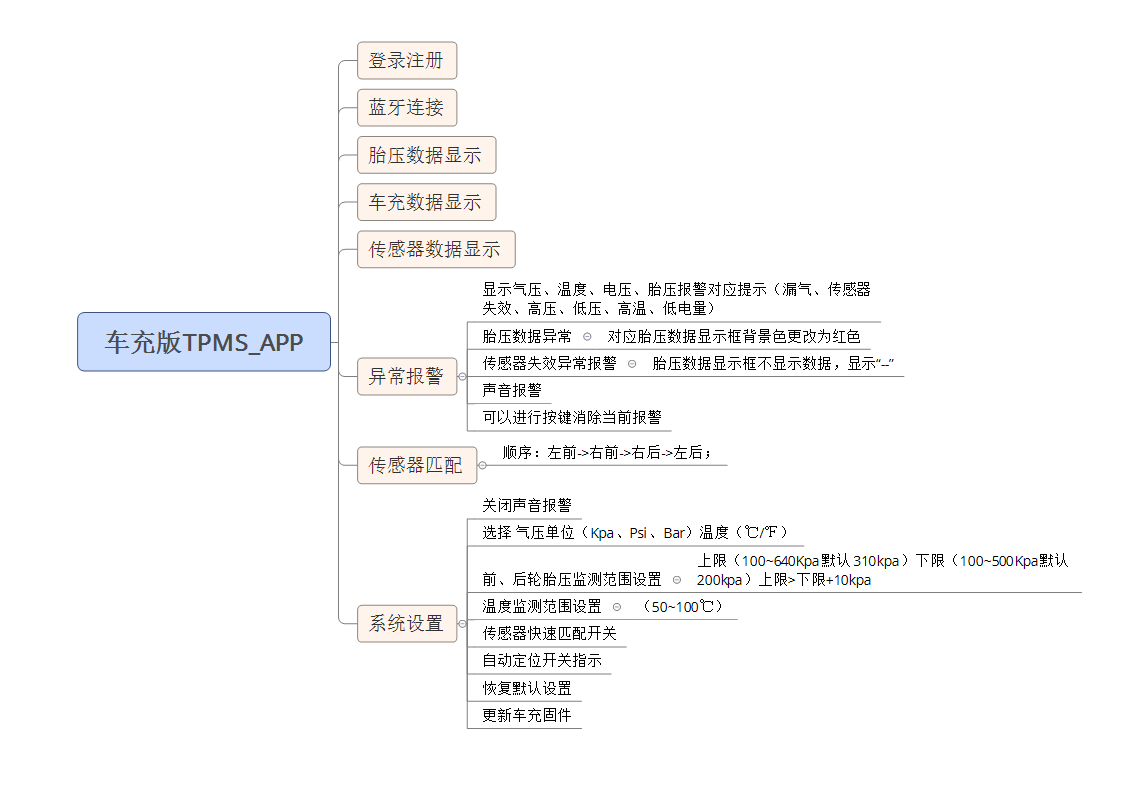 登录注册
蓝牙连接
胎压数据显示
车充数据显示
传感器数据显示
车充版TPMS_APP
异常报警
显示气压、温度、电压、胎压报警对应提示（漏气、传感器
失效、高压、低压、高温、低电量）
胎压数据异常
对应胎压数据显示框背景色更改为红色
传感器失效异常报警
胎压数据显示框不显示数据，显示“--”
声音报警
可以进行按键消除当前报警
传感器匹配
顺序：左前->右前->右后->左后；
系统设置
关闭声音报警
选择 气压单位（Kpa、Psi、Bar）温度（℃/℉）
前、后轮胎压监测范围设置
上限（100~640Kpa默认310kpa）下限（100~500Kpa默认
200kpa）上限>下限+10kpa
温度监测范围设置
（50~100℃）
传感器快速匹配开关
自动定位开关指示
恢复默认设置
更新车充固件